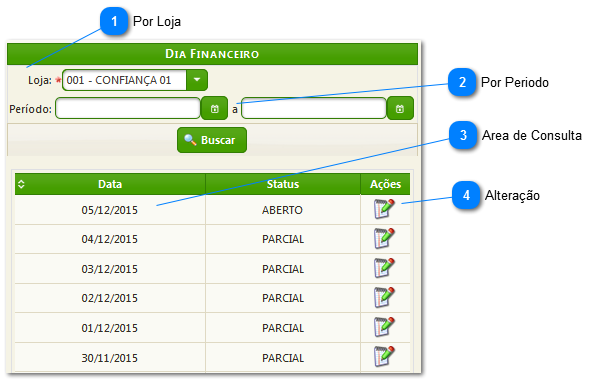 1 Por Loja
DIA FINANCEIRO
Loja: * 001 - CONFIANÇA 01
2 Por Periodo
Período: a
3 Area de Consulta
Buscar
Data Status Ações
4 Alteração
05/12/2015 ABERTO
04/12/2015 PARCIAL
03/12/2015 PARCIAL
02/12/2015 PARCIAL
01/12/2015 PARCIAL
30/11/2015 PARCIAL